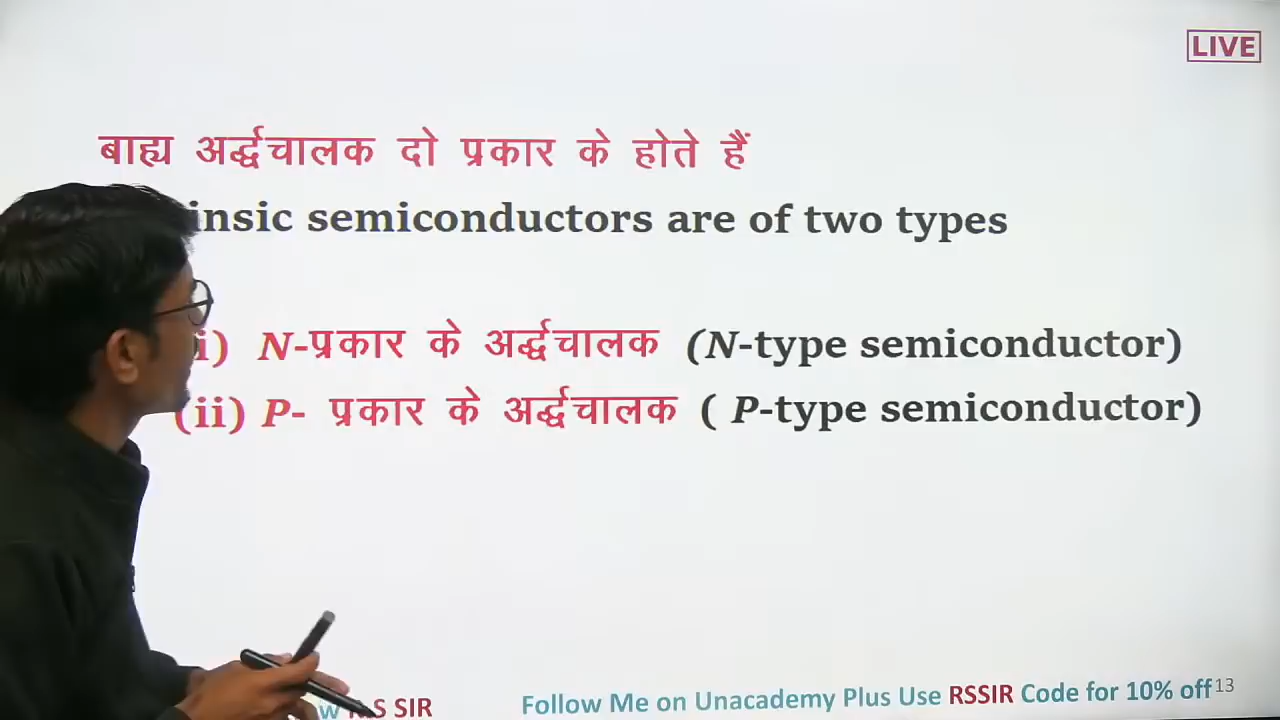 LIVE
बाह्य अर्द्धचालक दो प्रकार के होते हैं
insic semiconductors are of two types
i) N-प्रकार के अर्द्धचालक (N-type semiconductor)
(ii) P- प्रकार के अर्द्धचालक ( P-type semiconductor)
SIR
Follow Me on Unacademy Plus Use RSSIR Code for 10% off
13